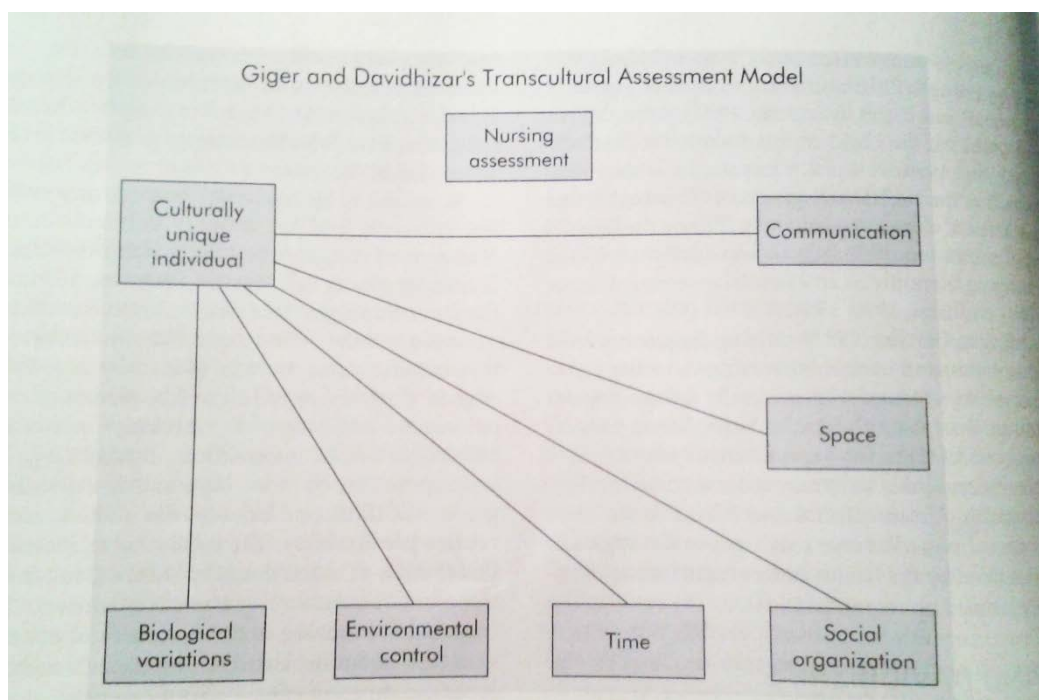 Giger and Davidhizar's Transcultural Assessment Model
Nursing
assessment
Culturally
unique
individual
Communication
Space
Biological
variations
Environmental
control
Time
Social
organization